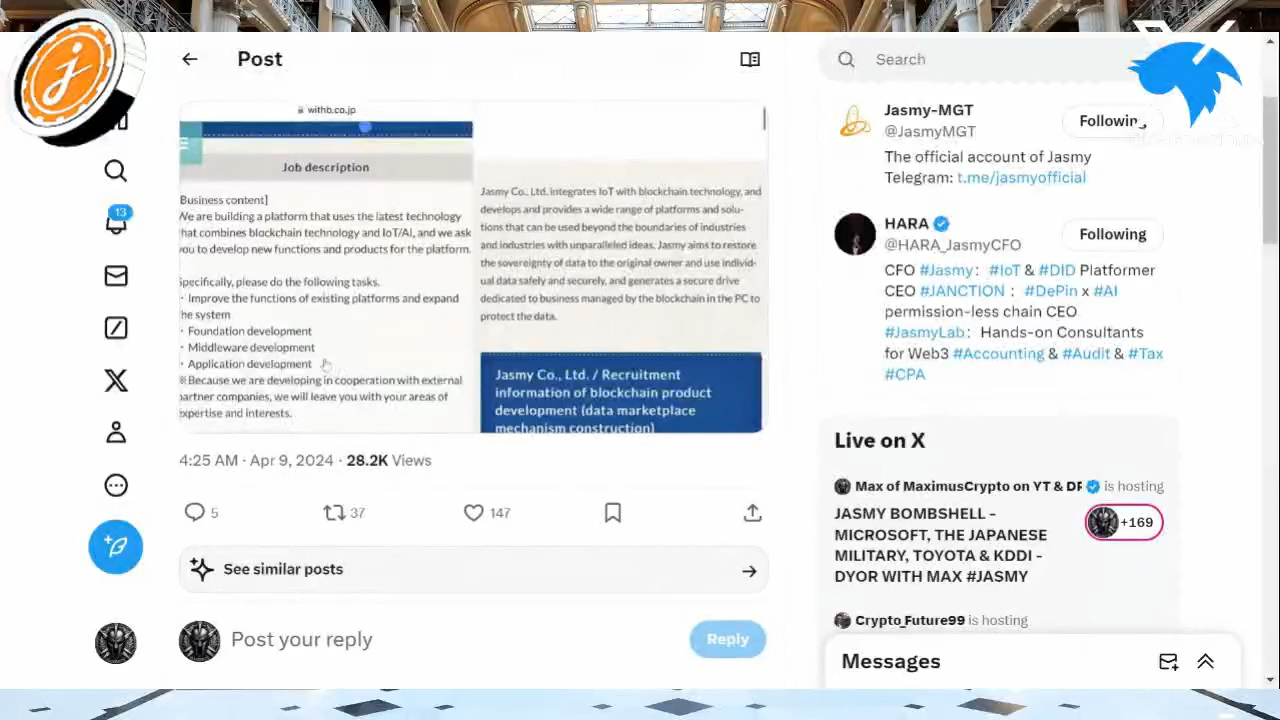 Post
Search
withb.co.jp
Job description
Business content]
We are building a platform that uses the latest technology
hat combines blockchain technology and IoT/AI, and we ask
you to develop new functions and products for the platform.
specifically, please do the following tasks.
・Improve the functions of existing platforms and expand
he system
・Foundation development
・Middleware development
・Application development
※Because we are developing in cooperation with external
partner companies, we will leave you with your areas of
expertise and interests.
Jasmy Co., Ltd. integrates IoT with blockchain technology, and
develops and provides a wide range of platforms and solu-
tions that can be used beyond the boundaries of industries
and industries with unparalleled ideas. Jasmy aims to restore
the sovereignty of data to the original owner and use individ-
ual data safely and securely, and generates a secure drive
dedicated to business managed by the blockchain in the PC to
protect the data.
Jasmy Co., Ltd. / Recruitment
information of blockchain product
development (data marketplace
mechanism construction)
4:25 AM · Apr 9, 2024 · 28.2K Views
5 37 147
See similar posts
Post your reply
Reply
13
Jasmy-MGT
@JasmyMGT
Following
The official account of Jasmy
Telegram: t.me/jasmyofficial
HARA
@HARA_JasmyCFO
Following
CFO #Jasmy： #IoT & #DID Platformer
CEO #JANCTION： #DePin x #AI
permission-less chain CEO
#JasmyLab： Hands-on Consultants
for Web3 #Accounting & #Audit & #Tax
#CPA
Live on X
Max of MaximusCrypto on YT & DF is hosting
JASMY BOMBSHELL -
MICROSOFT, THE JAPANESE
MILITARY, TOYOTA & KDDI -
DYOR WITH MAX #JASMY
+169
Crypto_Future99 is hosting
Messages